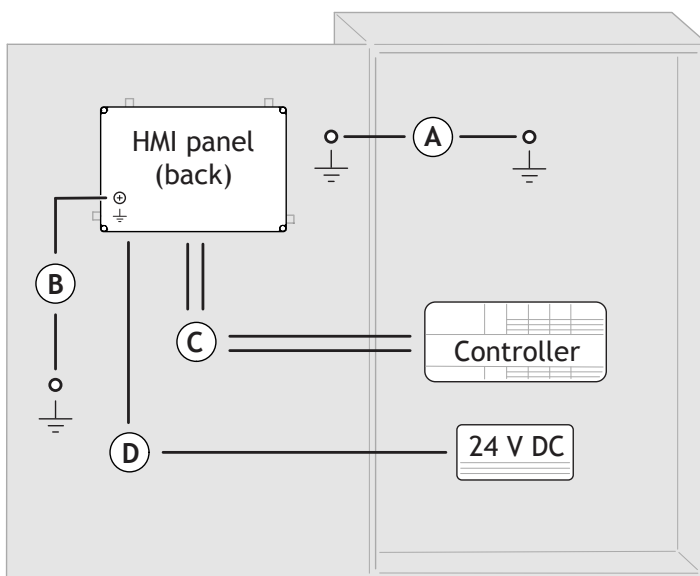 HMI panel
(back)
A
B
C
Controller
D
24 V DC